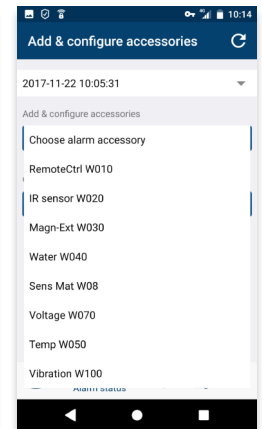 4G 10:14
Add & configure accessories
2017-11-22 10:05:31
Add & configure accessories
Choose alarm accessory
RemoteCtrl W010
IR sensor W020
Magn-Ext W030
Water W040
Sens Mat W08
Voltage W070
Temp W050
Vibration W100
Alarm status